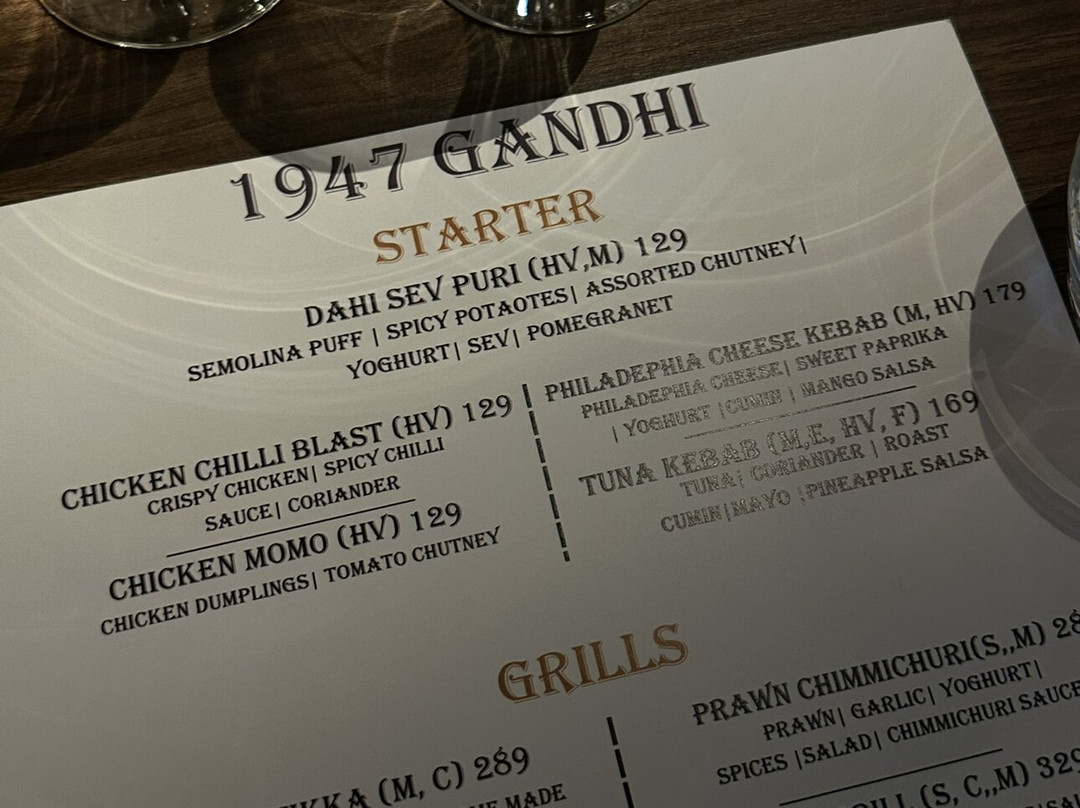 1947 GANDHI
STARTER
DAHI SEV PURI (HV,M) 129
SEMOLINA PUFF | SPICY POTAOTES| ASSORTED CHUTNEY|
YOGHURT| SEV| POMEGRANET
CHICKEN CHILLI BLAST (HV) 129
CRISPY CHICKEN| SPICY CHILLI
SAUCE| CORIANDER
CHICKEN MOMO (HV) 129
CHICKEN DUMPLINGS| TOMATO CHUTNEY
PHILADEPHIA CHEESE KEBAB (M, HV) 179
PHILADEPHIA CHEESE| SWEET PAPRIKA
| YOGHURT |CUMIN | MANGO SALSA
TUNA KEBAB (M,E, HV, F) 169
TUNA| CORIANDER | ROAST
CUMIN|MAYO |PINEAPPLE SALSA
GRILLS
(M, C) 289
MADE
PRAWN CHIMMICHURI(S,,M)
PRAWN| GARLIC| YOGHURT|
SPICES |SALAD| CHIMMICHURI SAUCE
(S, C,,M) 329